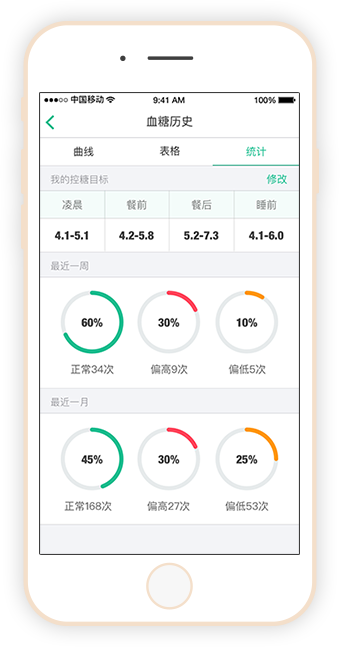 中国移动 9:41 AM 100%
血糖历史
曲线 表格 统计
我的控糖目标 修改
凌晨 餐前 餐后 睡前
4.1-5.1 4.2-5.8 5.2-7.3 4.1-6.0
最近一周
60% 30% 10%
正常34次 偏高9次 偏低5次
最近一月
45% 30% 25%
正常168次 偏高27次 偏低53次